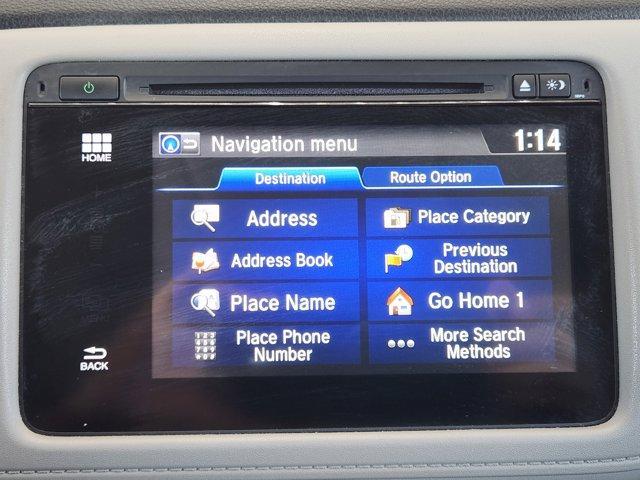 HOME
Navigation menu 1:14
Destination Route Option
Address Place Category
Address Book Previous Destination
Place Name Go Home 1
Place Phone Number More Search Methods
MENU
BACK